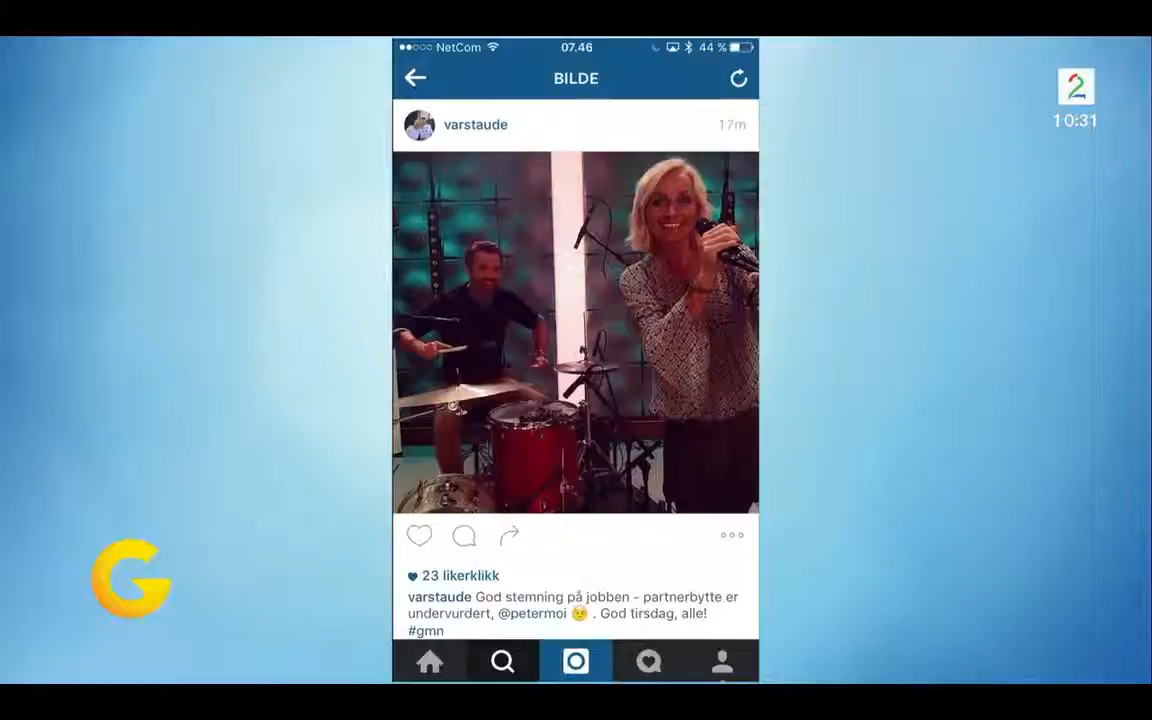 NetCom 07.46 44 %
BILDE
2
10:31
varstaude 17m
23 likerklikk
varstaude God stemning på jobben - partnerbytte er
undervurdert, @petermoi 😉 . God tirsdag, alle!
#gmn
G